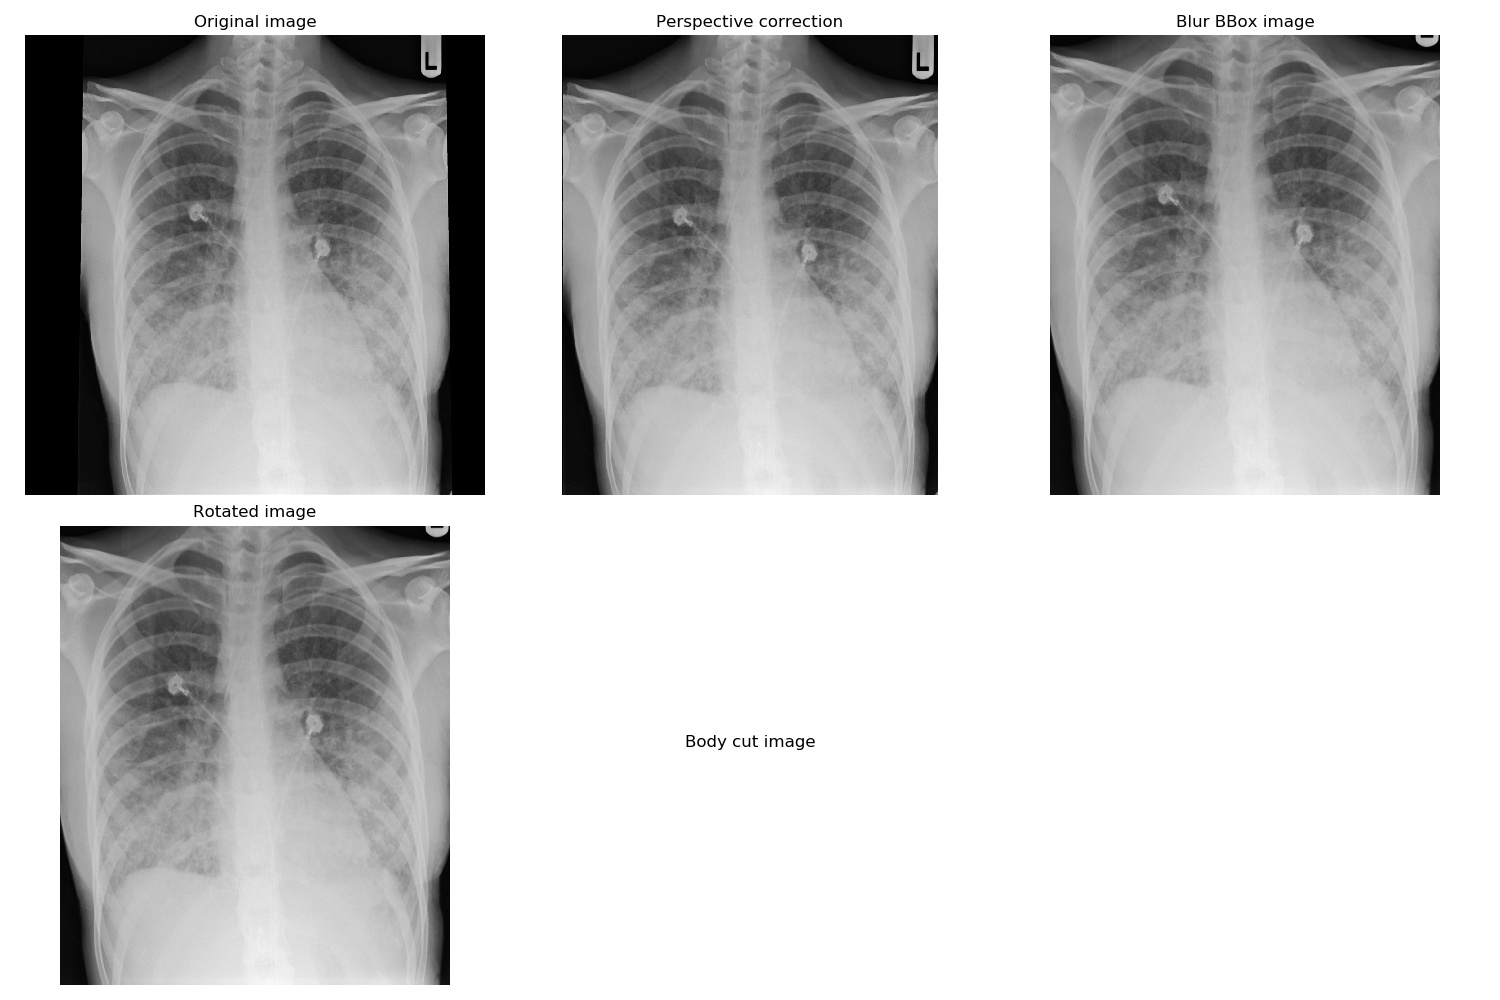 Original image
Perspective correction
Blur BBox image
L
L
Rotated image
Body cut image